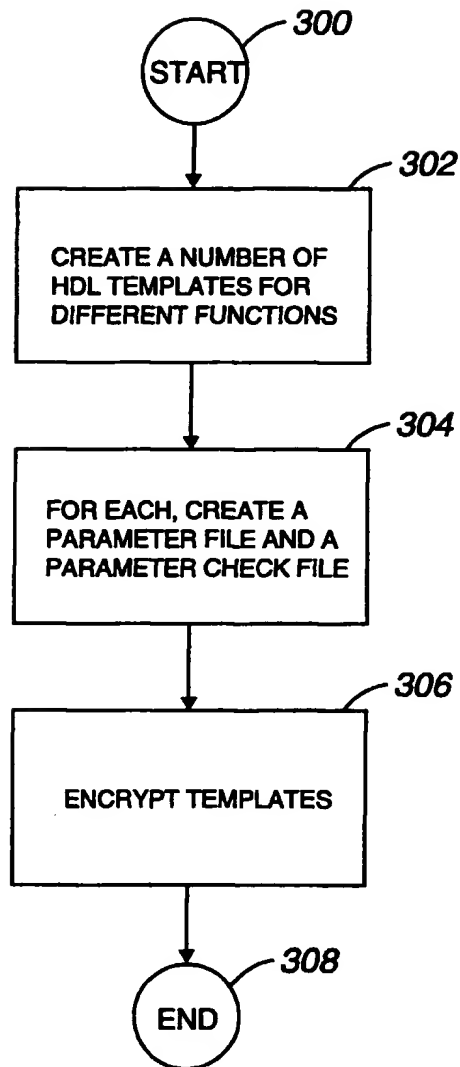 300
START
302
CREATE A NUMBER OF
HDL TEMPLATES FOR
DIFFERENT FUNCTIONS
304
FOR EACH, CREATE A
PARAMETER FILE AND A
PARAMETER CHECK FILE
306
ENCRYPT TEMPLATES
308
END